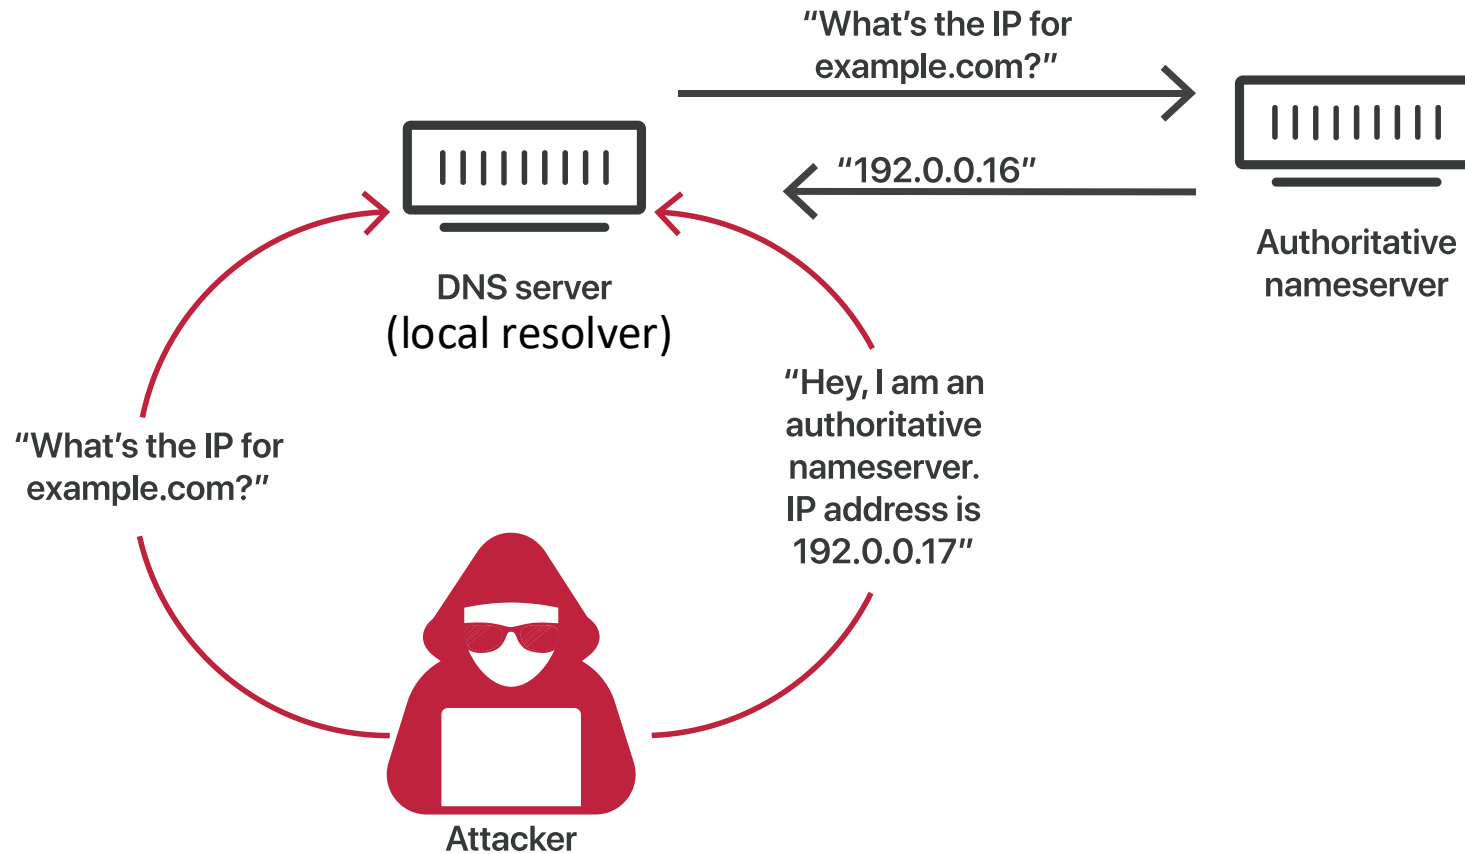 “What’s the IP for
example.com?”
“192.0.0.16”
Authoritative
nameserver
DNS server
(local resolver)
“Hey, I am an
authoritative
nameserver.
IP address is
192.0.0.17”
“What’s the IP for
example.com?”
Attacker